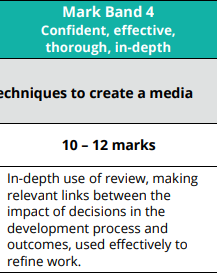 Mark Band 4
Confident, effective,
thorough, in-depth
techniques to create a media
10 – 12 marks
In-depth use of review, making
relevant links between the
impact of decisions in the
development process and
outcomes, used effectively to
refine work.